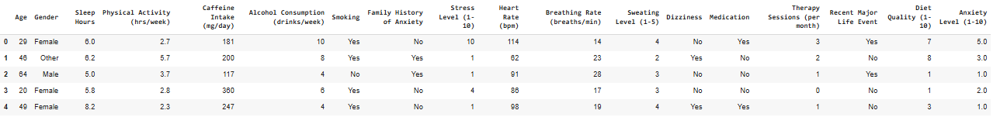 Age Gender Sleep Hours Physical Activity (hrs/week) Caffeine Intake (mg/day) Alcohol Consumption (drinks/week) Smoking Family History of Anxiety Stress Level (1-10) Heart Rate (bpm) Breathing Rate (breaths/min) Sweating Level (1-5) Dizziness Medication Therapy Sessions (per month) Recent Major Life Event Diet Quality (1-10) Anxiety Level (1-10)
0 29 Female 6.0 2.7 181 10 Yes No 10 114 14 4 No Yes 3 Yes 7 5.0
1 46 Other 6.2 5.7 200 8 Yes Yes 1 62 23 2 Yes No 2 No 8 3.0
2 64 Male 5.0 3.7 117 4 No Yes 1 91 28 3 No No 1 Yes 1 1.0
3 20 Female 5.8 2.8 360 6 Yes No 4 86 17 3 No No 0 No 1 2.0
4 49 Female 8.2 2.3 247 4 Yes No 1 98 19 4 Yes Yes 1 No 3 1.0